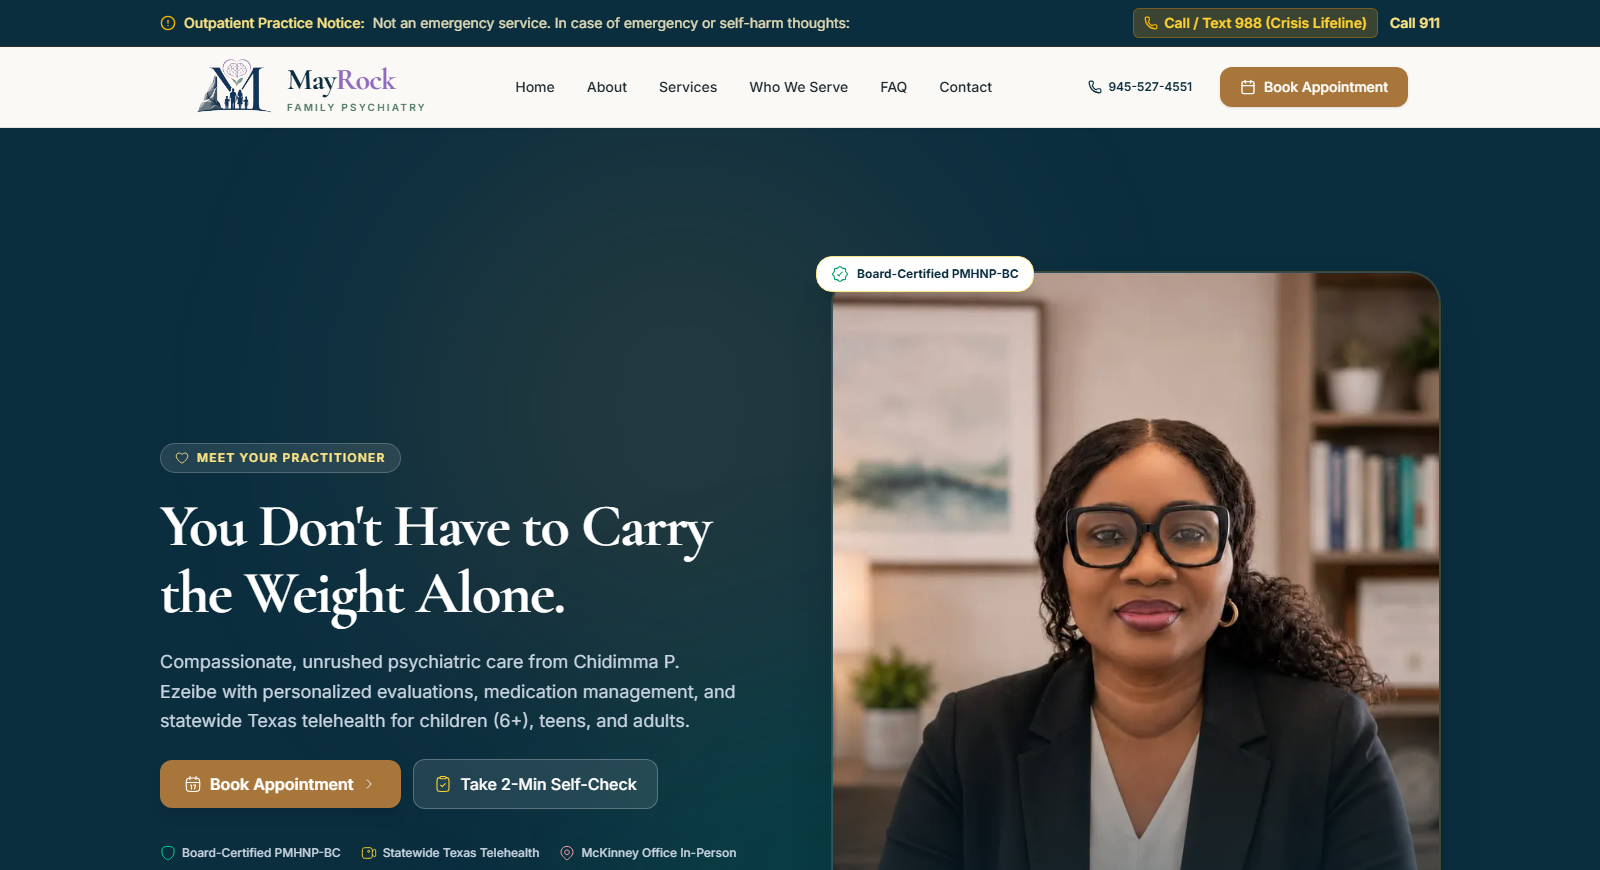 Outpatient Practice Notice: Not an emergency service. In case of emergency or self-harm thoughts:
Call / Text 988 (Crisis Lifeline)
Call 911
M
MayRock
FAMILY PSYCHIATRY
Home
About
Services
Who We Serve
FAQ
Contact
945-527-4551
Book Appointment
Board-Certified PMHNP-BC
MEET YOUR PRACTITIONER
You Don't Have to Carry
the Weight Alone.
Compassionate, unrushed psychiatric care from Chidimma P.
Ezeibe with personalized evaluations, medication management, and
statewide Texas telehealth for children (6+), teens, and adults.
17
Book Appointment
Take 2-Min Self-Check
Board-Certified PMHNP-BC
Statewide Texas Telehealth
McKinney Office In-Person